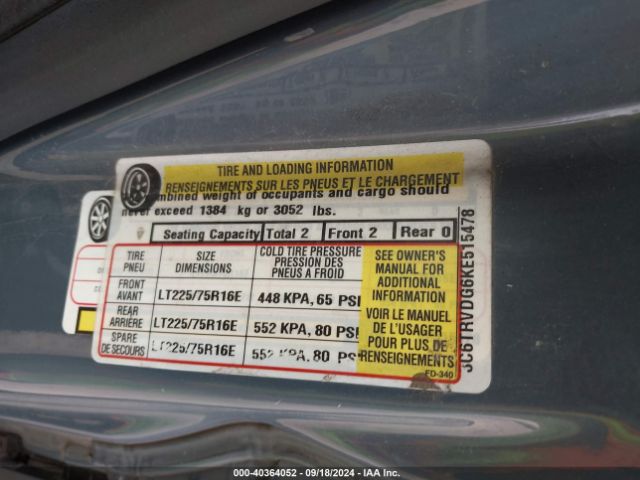 TIRE AND LOADING INFORMATION
RENSEIGNEMENTS SUR LES PNEUS ET LE CHARGEMENT
mbined weight of occupants and cargo should
never exceed 1384 kg or 3052 lbs.
Seating Capacity Total 2 Front 2 Rear 0
TIRE PNEU SIZE DIMENSIONS COLD TIRE PRESSURE PRESSION DES PNEUS A FROID
FRONT AVANT LT225/75R16E 448 KPA, 65 PSI
REAR ARRIÈRE LT225/75R16E 552 KPA, 80 PSI
SPARE DE SECOURS LT225/75R16E 552 KPA, 80 PSI
SEE OWNER'S
MANUAL FOR
ADDITIONAL
INFORMATION
VOIR LE MANUEL
DE L'USAGER
POUR PLUS DE
RENSEIGNEMENTS
ED-340
3C6TRVDG6KE515478
000-40364052 • 09/18/2024 • IAA Inc.